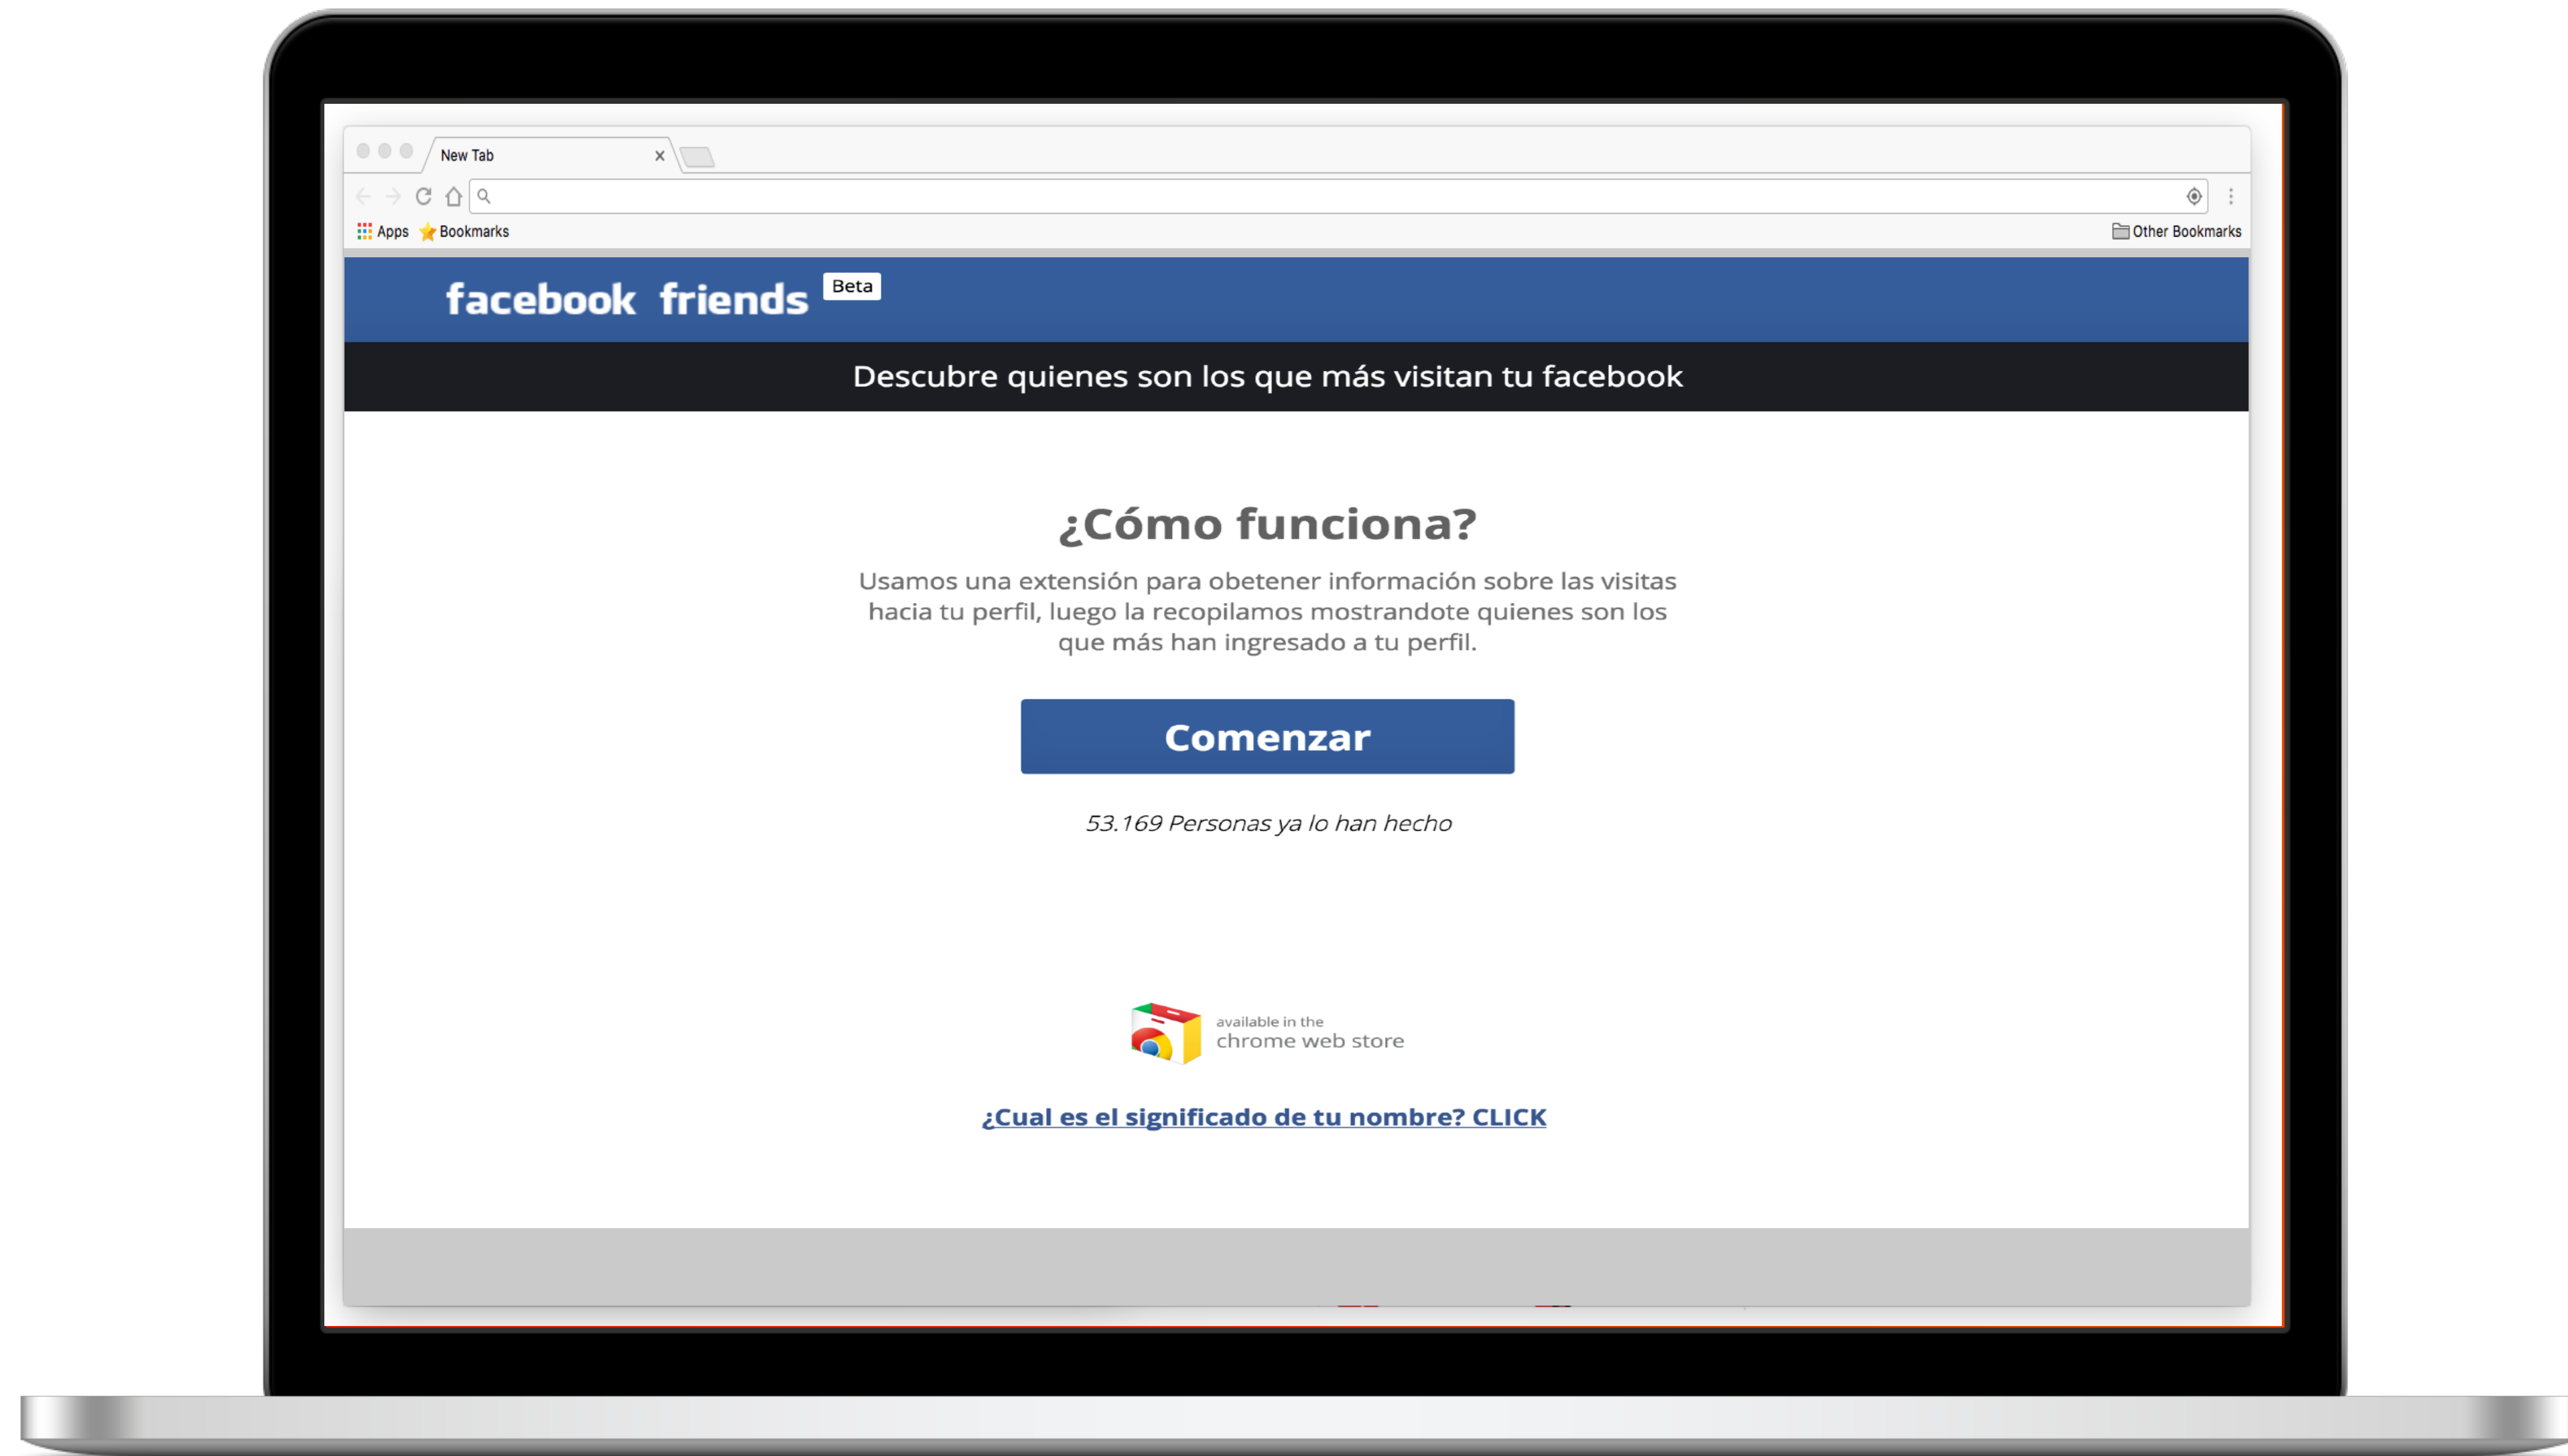 New Tab
Apps Bookmarks Other Bookmarks
facebook friends Beta
Descubre quienes son los que más visitan tu facebook
¿Cómo funciona?
Usamos una extensión para obetener información sobre las visitas
hacia tu perfil, luego la recopilamos mostrandote quienes son los
que más han ingresado a tu perfil.
Comenzar
53.169 Personas ya lo han hecho
available in the
chrome web store
¿Cual es el significado de tu nombre? CLICK